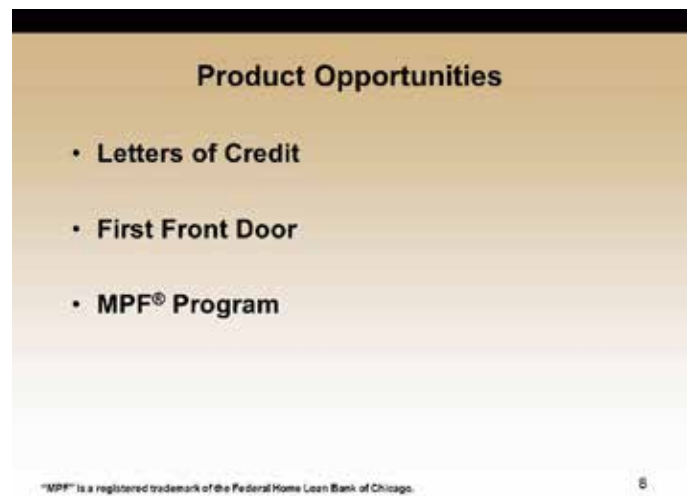 Product Opportunities
• Letters of Credit
• First Front Door
• MPF® Program
"MPF" is a registered trademark of the Federal Home Loan Bank of Chicago.
8